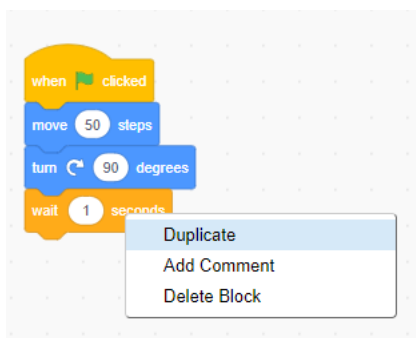 when clicked
move 50 steps
turn 90 degrees
wait 1 seconds
Duplicate
Add Comment
Delete Block